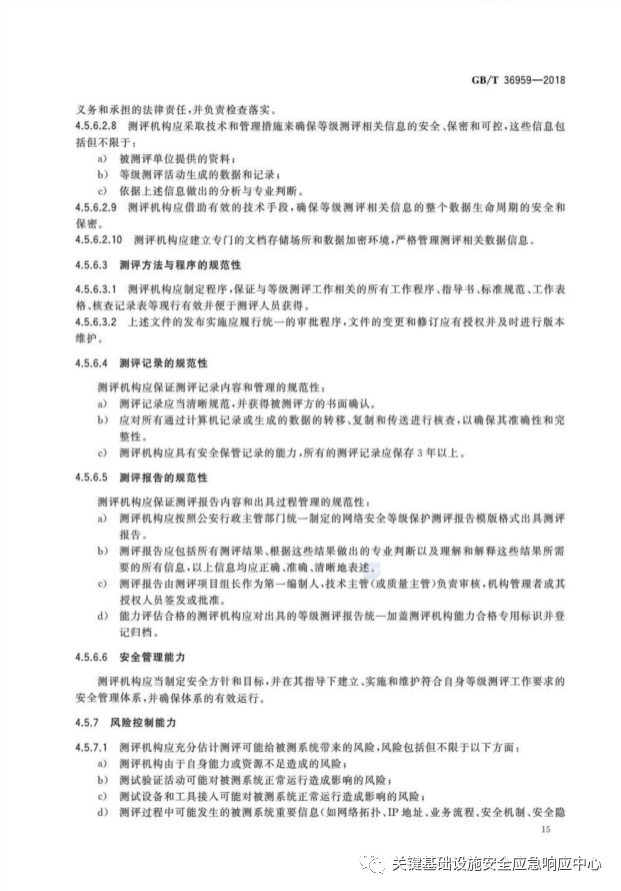 GB/T 36959—2018
义务和承担的法律责任,并负责检查落实。
4.5.6.2.8 测评机构应采取技术和管理措施来确保等级测评相关信息的安全、保密和可控,这些信息包
括但不限于:
a) 被测评单位提供的资料;
b) 等级测评活动生成的数据和记录;
c) 依据上述信息做出的分析与专业判断。
4.5.6.2.9 测评机构应借助有效的技术手段,确保等级测评相关信息的整个数据生命周期的安全和
保密。
4.5.6.2.10 测评机构应建立专门的文档存储场所和数据加密环境,严格管理测评相关数据信息。
4.5.6.3 测评方法与程序的规范性
4.5.6.3.1 测评机构应制定程序,保证与等级测评工作相关的所有工作程序、指导书、标准规范、工作表
格、核查记录表等现行有效并便于测评人员获得。
4.5.6.3.2 上述文件的发布实施应履行统一的审批程序,文件的变更和修订应有授权并及时进行版本
维护。
4.5.6.4 测评记录的规范性
测评机构应保证测评记录内容和管理的规范性:
a) 测评记录应当清晰规范,并获得被测评方的书面确认。
b) 应对所有通过计算机记录或生成的数据的转移、复制和传送进行核查,以确保其准确性和完
整性。
c) 测评机构应具有安全保管记录的能力,所有的测评记录应保存 3 年以上。
4.5.6.5 测评报告的规范性
测评机构应保证测评报告内容和出具过程管理的规范性:
a) 测评机构应按照公安行政主管部门统一制定的网络安全等级保护测评报告模版格式出具测评
报告。
b) 测评报告应包括所有测评结果、根据这些结果做出的专业判断以及理解和解释这些结果所需
要的所有信息,以上信息均应正确、准确、清晰地表述。
c) 测评报告由测评项目组长作为第一编制人,技术主管(或质量主管)负责审核,机构管理者或其
授权人员签发或批准。
d) 能力评估合格的测评机构应对出具的等级测评报告统一加盖测评机构能力合格专用标识并登
记归档。
4.5.6.6 安全管理能力
测评机构应当制定安全方针和目标,并在其指导下建立、实施和维护符合自身等级测评工作要求的
安全管理体系,并确保体系的有效运行。
4.5.7 风险控制能力
4.5.7.1 测评机构应充分估计测评可能给被测系统带来的风险,风险包括但不限于以下方面:
a) 测评机构由于自身能力或资源不足造成的风险;
b) 测试验证活动可能对被测系统正常运行造成影响的风险;
c) 测试设备和工具接入可能对被测系统正常运行造成影响的风险;
d) 测评过程中可能发生的被测系统重要信息(如网络拓扑、IP 地址、业务流程、安全机制、安全隐
15
关键基础设施安全应急响应中心